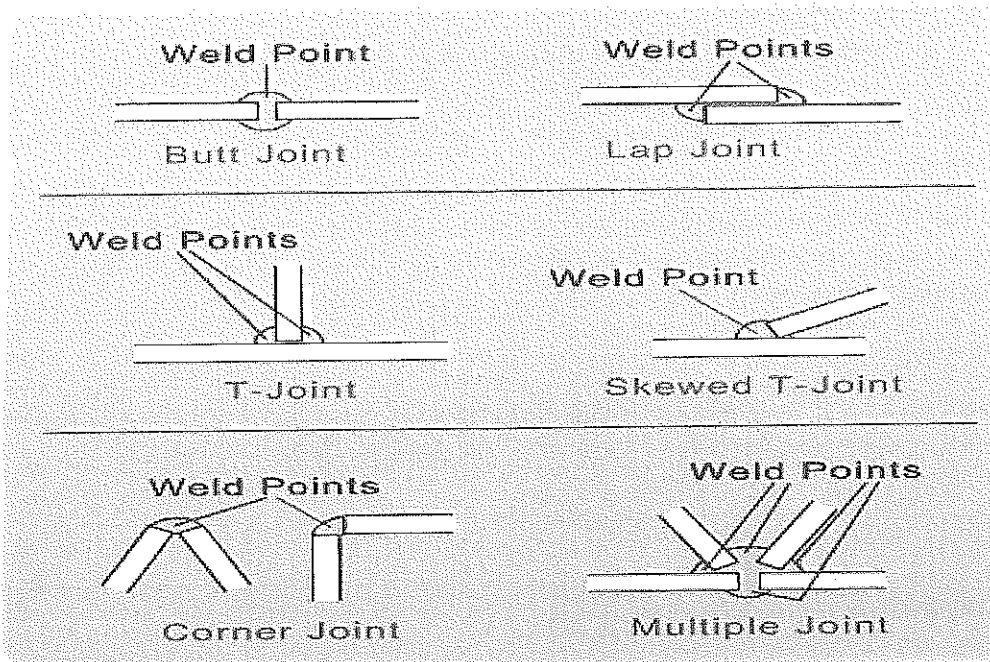 Weld Point
Butt Joint
Weld Points
Lap Joint
Weld Points
T-Joint
Weld Point
Skewed T-Joint
Weld Points
Corner Joint
Weld Points
Multiple Joint